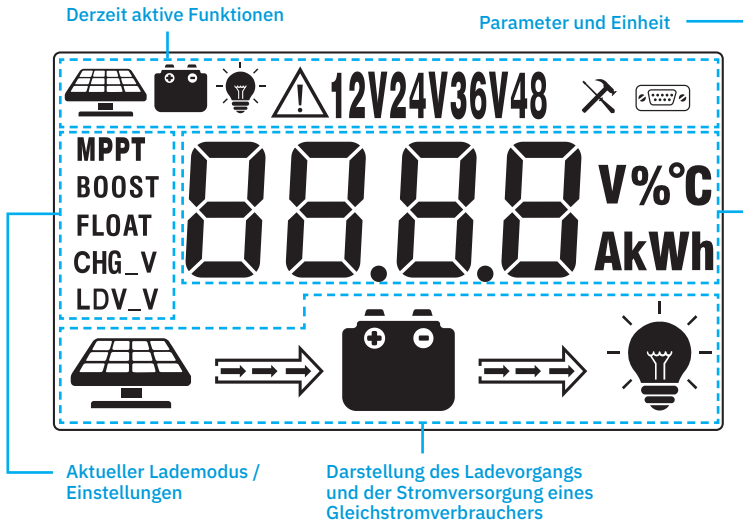 Derzeit aktive Funktionen
Parameter und Einheit
12V24V36V48
MPPT
BOOST
FLOAT
CHG_V
LDV_V
88.8.8
V%°C
AkWh
Aktueller Lademodus /
Einstellungen
Darstellung des Ladevorgangs
und der Stromversorgung eines
Gleichstromverbrauchers